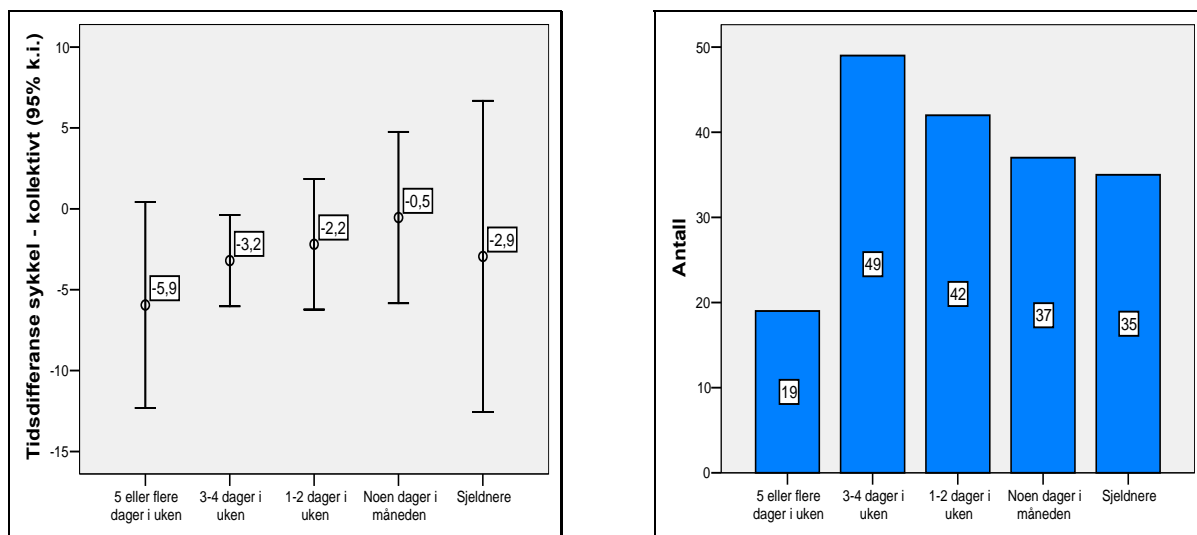 Tidsdifferanse sykkel - kollektivt (95% k.i.)
10
5
0
-5
-10
-15
-5,9
-3,2
-2,2
-0,5
-2,9
5 eller flere
dager i uken
3-4 dager i
uken
1-2 dager i
uken
Noen dager i
måneden
Sjeldnere
Antall
50
40
30
20
10
0
19
49
42
37
35
5 eller flere
dager i uken
3-4 dager i
uken
1-2 dager i
uken
Noen dager i
måneden
Sjeldnere